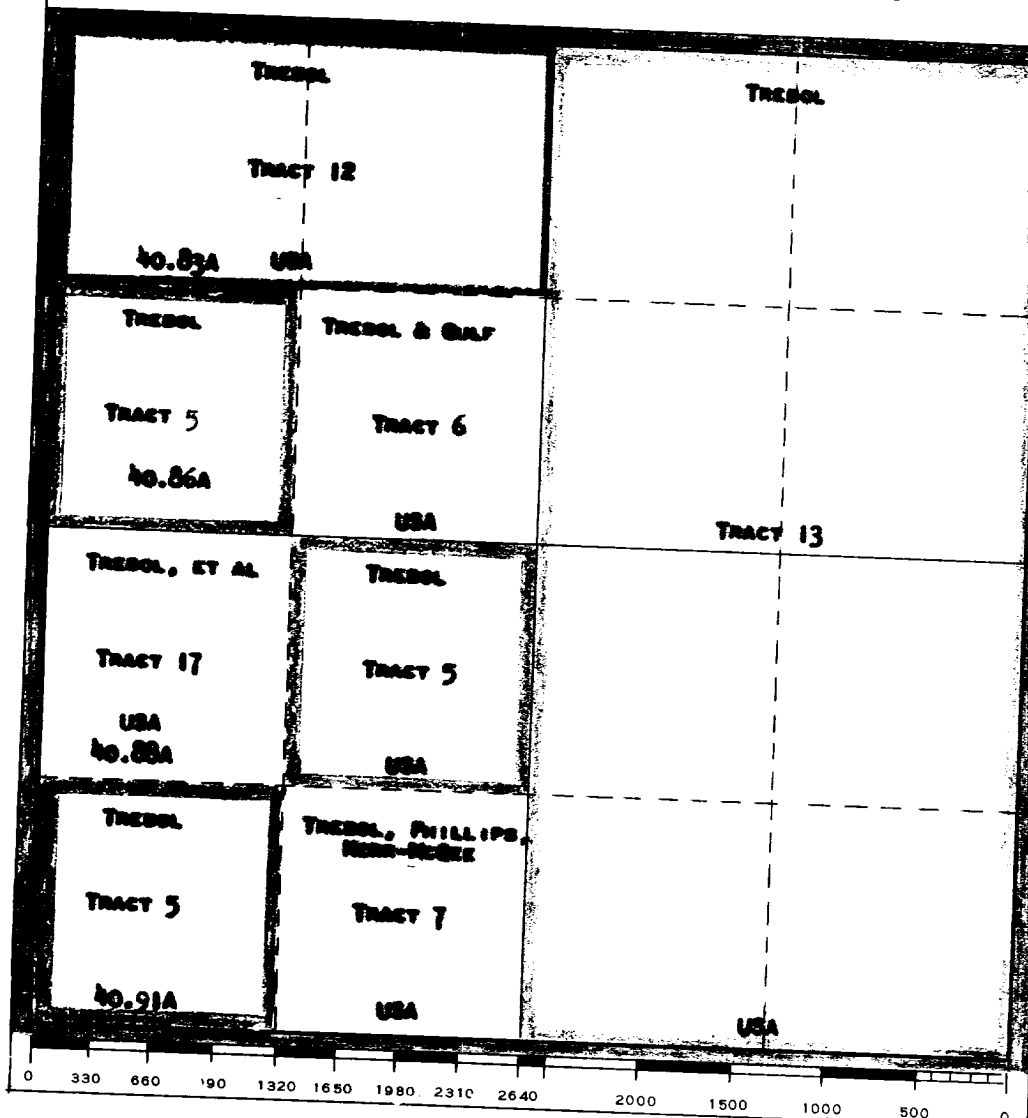 TREBOL
TRACT 12
40.83A USA
TREBOL
TREBOL
TRACT 5
40.86A
TREBOL & GULF
TRACT 6
USA
TRACT 13
TREBOL, ET AL
TRACT 17
USA
40.88A
TREBOL
TRACT 5
USA
TREBOL
TRACT 5
40.91A
TREBOL, PHILLIPS,
KERR-MCGEE
TRACT 7
USA
USA
0 330 660 990 1320 1650 1980 2310 2640 2000 1500 1000 500 0